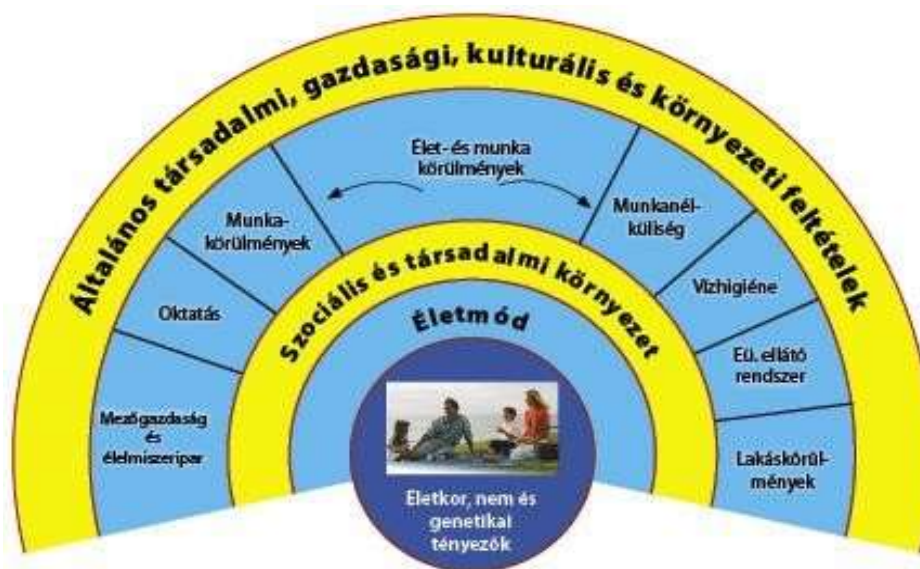 Általános társadalmi, gazdasági, kulturális és környezeti feltételek
Élet- és munka
körülmények
Munka-
körülmények
Munkanél-
küliség
Oktatás
Vízhigiéne
Mezőgazdaság
és
élelmiszeripar
Eü. ellátó
rendszer
Lakáskörül-
mények
Szociális és társadalmi környezet
Életmód
Életkor, nem és
genetikai
tényezők